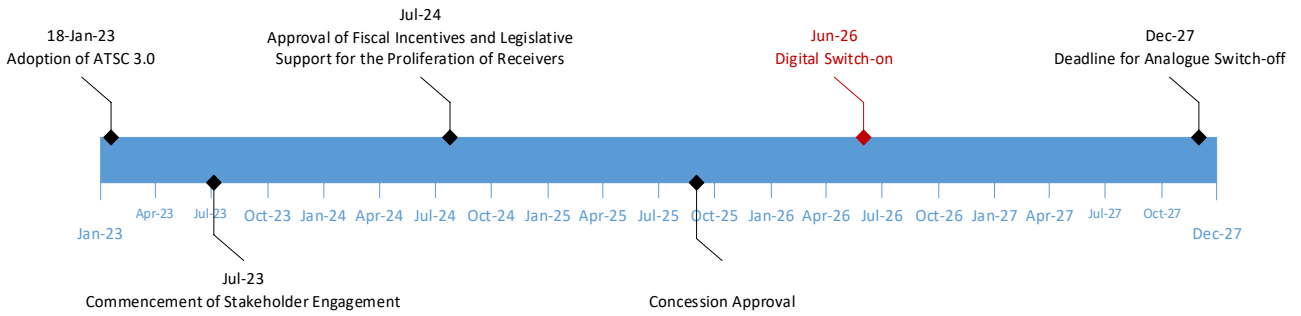 18-Jan-23
Adoption of ATSC 3.0
Jul-24
Approval of Fiscal Incentives and Legislative
Support for the Proliferation of Receivers
Jun-26
Digital Switch-on
Dec-27
Deadline for Analogue Switch-off
Jan-23
Apr-23
Jul-23
Oct-23
Jan-24
Apr-24
Jul-24
Oct-24
Jan-25
Apr-25
Jul-25
Oct-25
Jan-26
Apr-26
Jul-26
Oct-26
Jan-27
Apr-27
Jul-27
Oct-27
Dec-27
Jul-23
Commencement of Stakeholder Engagement
Concession Approval